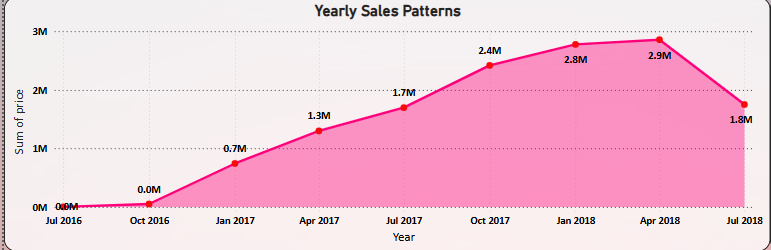 Yearly Sales Patterns
3M
2M
1M
0M
Sum of price
0.0M
0.0M
0.7M
1.3M
1.7M
2.4M
2.8M
2.9M
1.8M
Jul 2016 Oct 2016 Jan 2017 Apr 2017 Jul 2017 Oct 2017 Jan 2018 Apr 2018 Jul 2018
Year